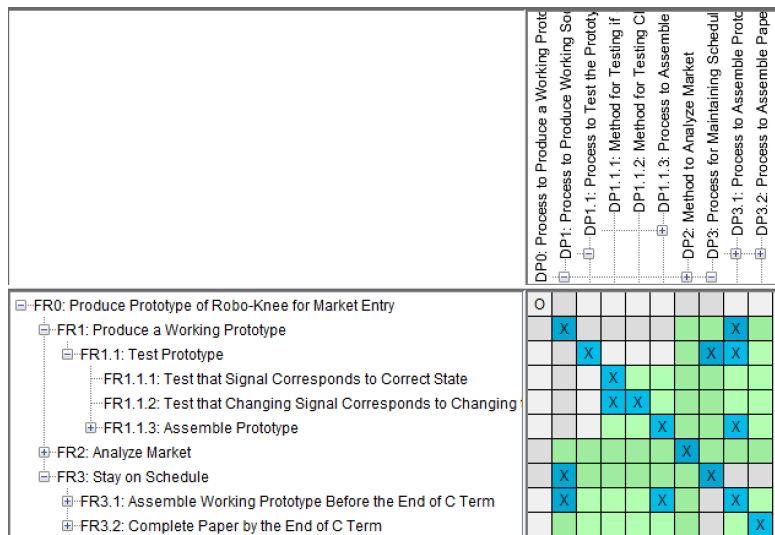 DP0: Process to Produce a Working Proto
DP1: Process to Produce Working Soc
DP1.1: Process to Test the Prototy
DP1.1.1: Method for Testing if
DP1.1.2: Method for Testing Cl
DP1.1.3: Process to Assemble
DP2: Method to Analyze Market
DP3: Process for Maintaining Schedul
DP3.1: Process to Assemble Proto
DP3.2: Process to Assemble Pape
FR0: Produce Prototype of Robo-Knee for Market Entry O
FR1: Produce a Working Prototype X X
FR1.1: Test Prototype X X X
FR1.1.1: Test that Signal Corresponds to Correct State X
FR1.1.2: Test that Changing Signal Corresponds to Changing X X
FR1.1.3: Assemble Prototype X X
FR2: Analyze Market X
FR3: Stay on Schedule X X
FR3.1: Assemble Working Prototype Before the End of C Term X X X
FR3.2: Complete Paper by the End of C Term X